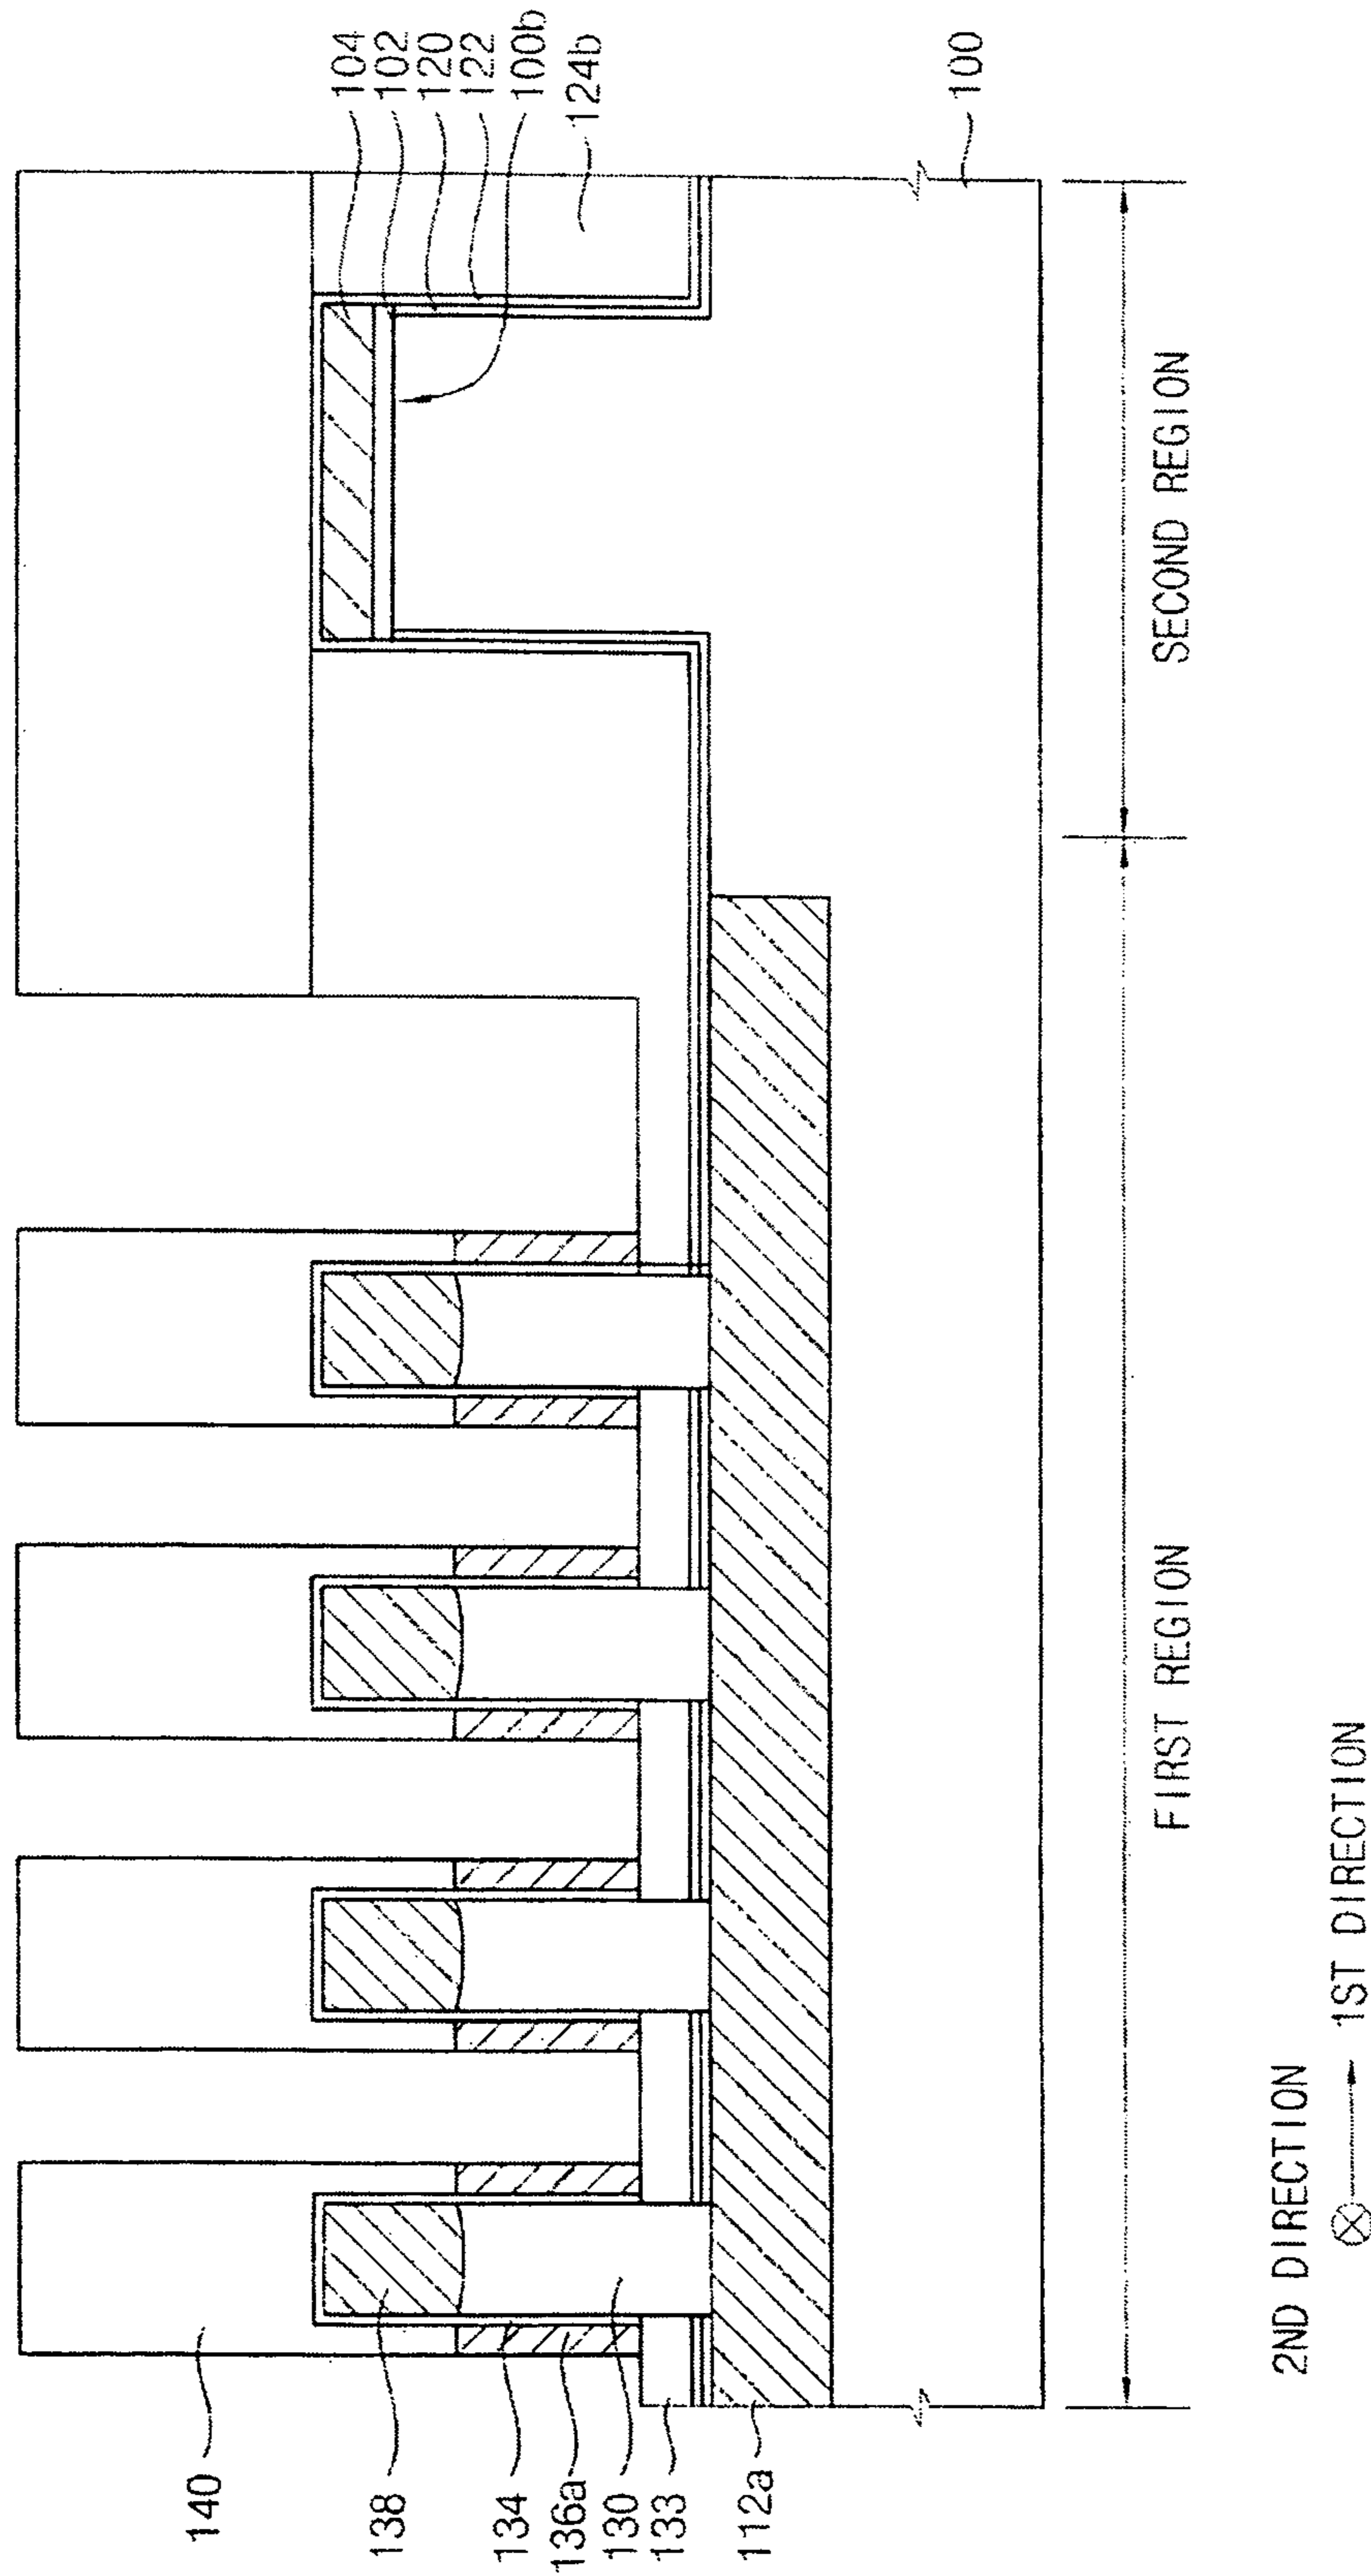 104
102
120
122
100b
124b
100
140
138
134
136a
130
133
112a
FIRST REGION
SECOND REGION
2ND DIRECTION
1ST DIRECTION